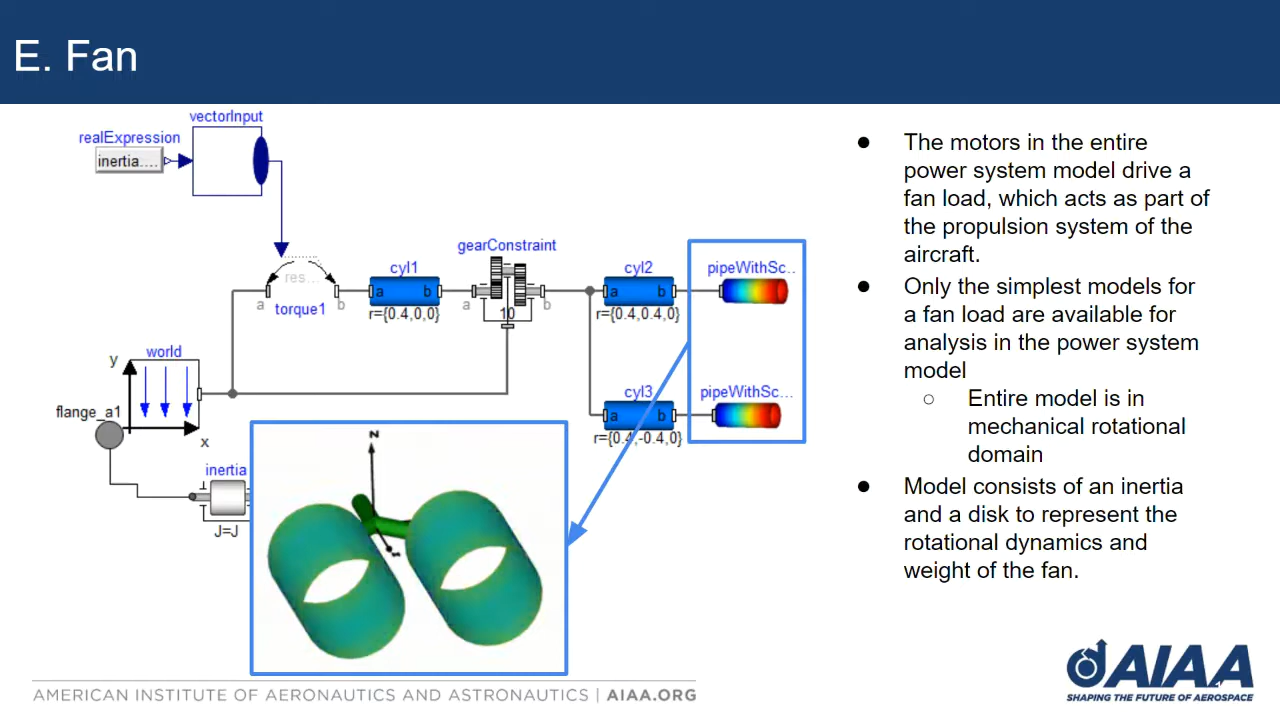 E. Fan
vectorInput
realExpression
inertia....
res...
a
b
torque1
cyl1
a
b
r={0.4,0,0}
gearConstraint
a
b
10
cyl2
a
b
r={0.4,0.4,0}
pipeWithSc..
cyl3
a
b
r={0.4,-0.4,0}
pipeWithSc...
world
y
x
flange_a1
inertia
J=J
N
● The motors in the entire
power system model drive a
fan load, which acts as part of
the propulsion system of the
aircraft.
● Only the simplest models for
a fan load are available for
analysis in the power system
model
○ Entire model is in
mechanical rotational
domain
● Model consists of an inertia
and a disk to represent the
rotational dynamics and
weight of the fan.
AMERICAN INSTITUTE OF AERONAUTICS AND ASTRONAUTICS | AIAA.ORG
AIAA
SHAPING THE FUTURE OF AEROSPACE